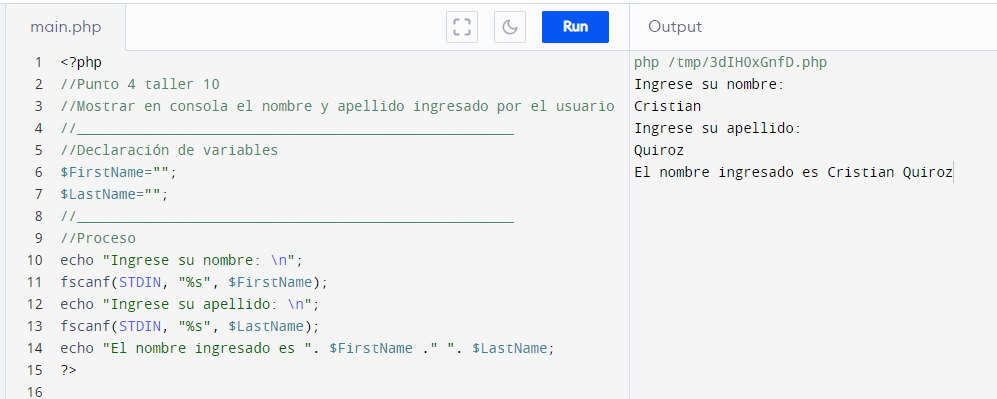 main.php
Run
Output
1 <?php
2 //Punto 4 taller 10
3 //Mostrar en consola el nombre y apellido ingresado por el usuario
4 //____________________________________________________
5 //Declaración de variables
6 $FirstName="";
7 $LastName="";
8 //____________________________________________________
9 //Proceso
10 echo "Ingrese su nombre: \n";
11 fscanf(STDIN, "%s", $FirstName);
12 echo "Ingrese su apellido: \n";
13 fscanf(STDIN, "%s", $LastName);
14 echo "El nombre ingresado es ". $FirstName ." ". $LastName;
15 ?>
16
php /tmp/3dIHOxGnfD.php
Ingrese su nombre:
Cristian
Ingrese su apellido:
Quiroz
El nombre ingresado es Cristian Quiroz